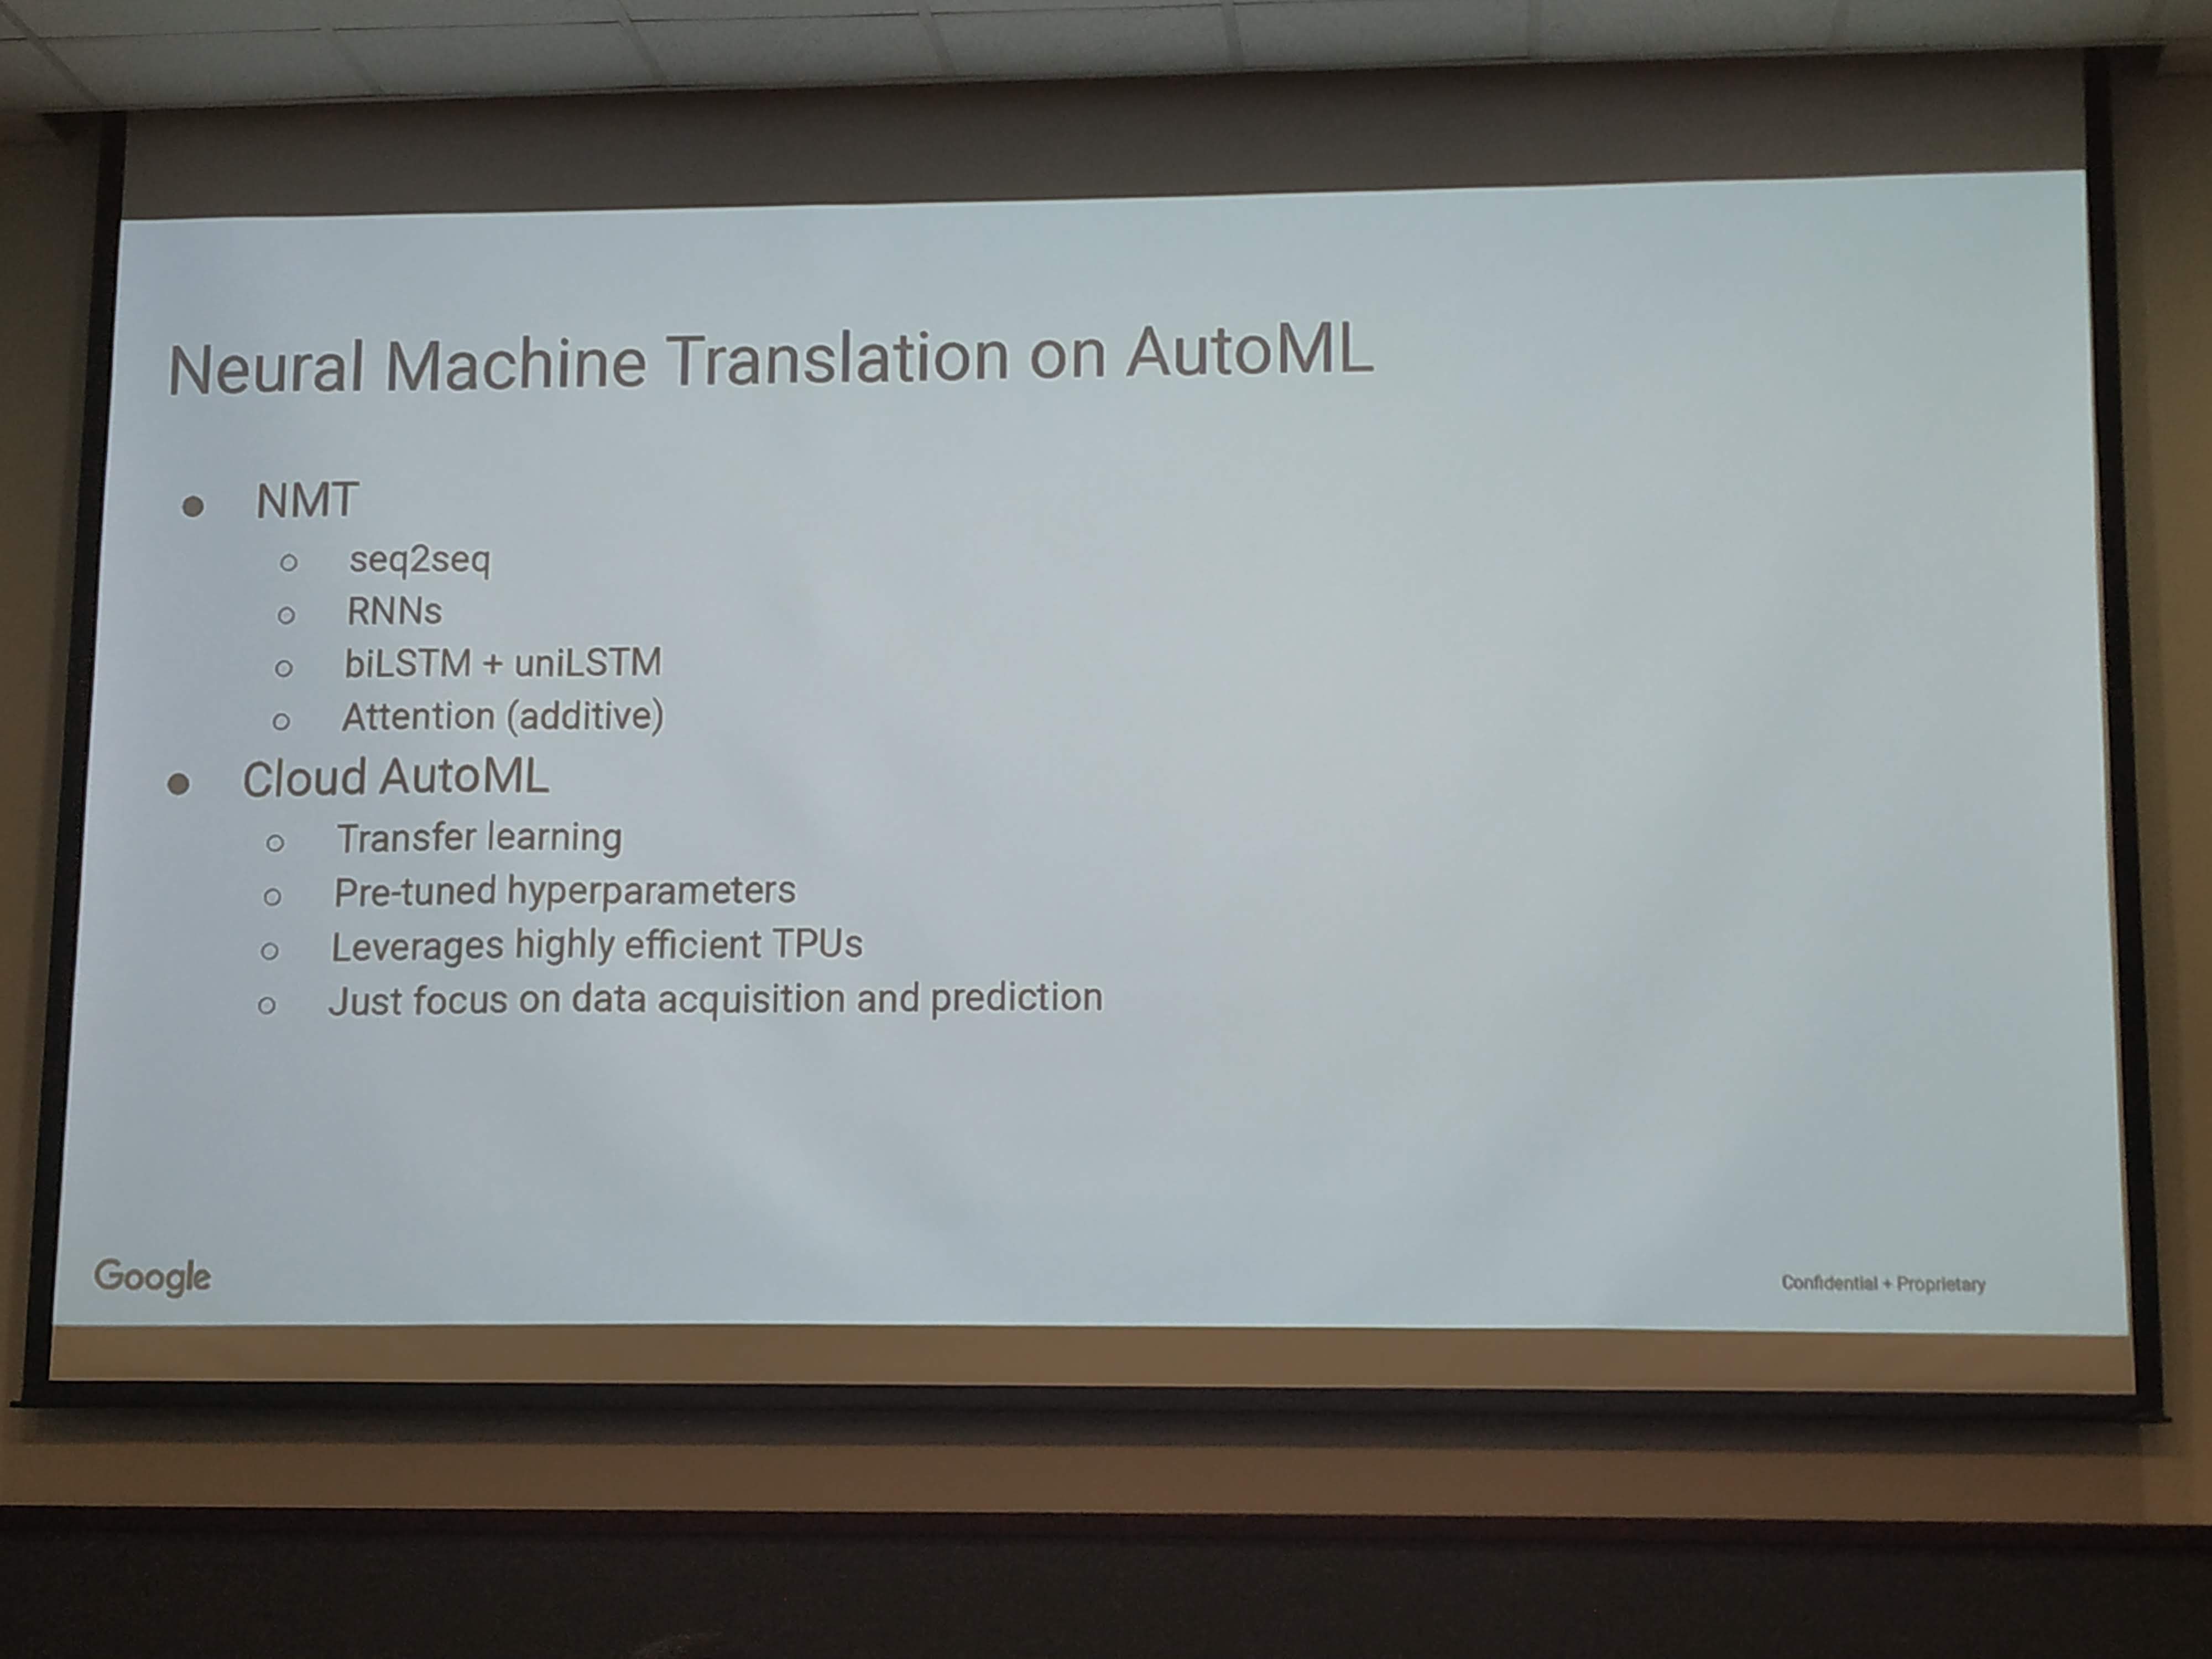 Neural Machine Translation on AutoML
● NMT
○ seq2seq
○ RNNs
○ biLSTM + uniLSTM
○ Attention (additive)
● Cloud AutoML
○ Transfer learning
○ Pre-tuned hyperparameters
○ Leverages highly efficient TPUs
○ Just focus on data acquisition and prediction
Google
Confidential + Proprietary